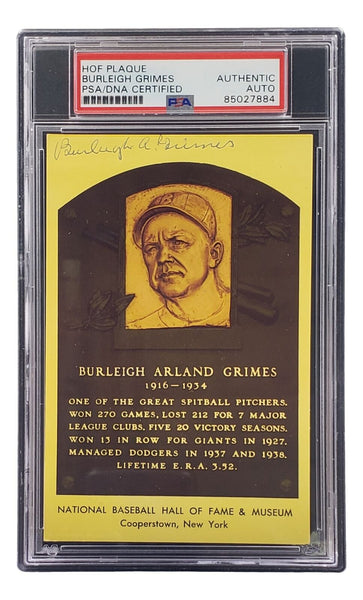 HOF PLAQUE
BURLEIGH GRIMES
PSA/DNA CERTIFIED
AUTHENTIC
AUTO
85027884
PSA
Burleigh A. Grimes
BURLEIGH ARLAND GRIMES
1916-1934
ONE OF THE GREAT SPITBALL PITCHERS.
WON 270 GAMES, LOST 212 FOR 7 MAJOR
LEAGUE CLUBS. FIVE 20 VICTORY SEASONS.
WON 13 IN ROW FOR GIANTS IN 1927.
MANAGED DODGERS IN 1937 AND 1938.
LIFETIME E.R.A. 3.52.
NATIONAL BASEBALL HALL OF FAME & MUSEUM
Cooperstown, New York